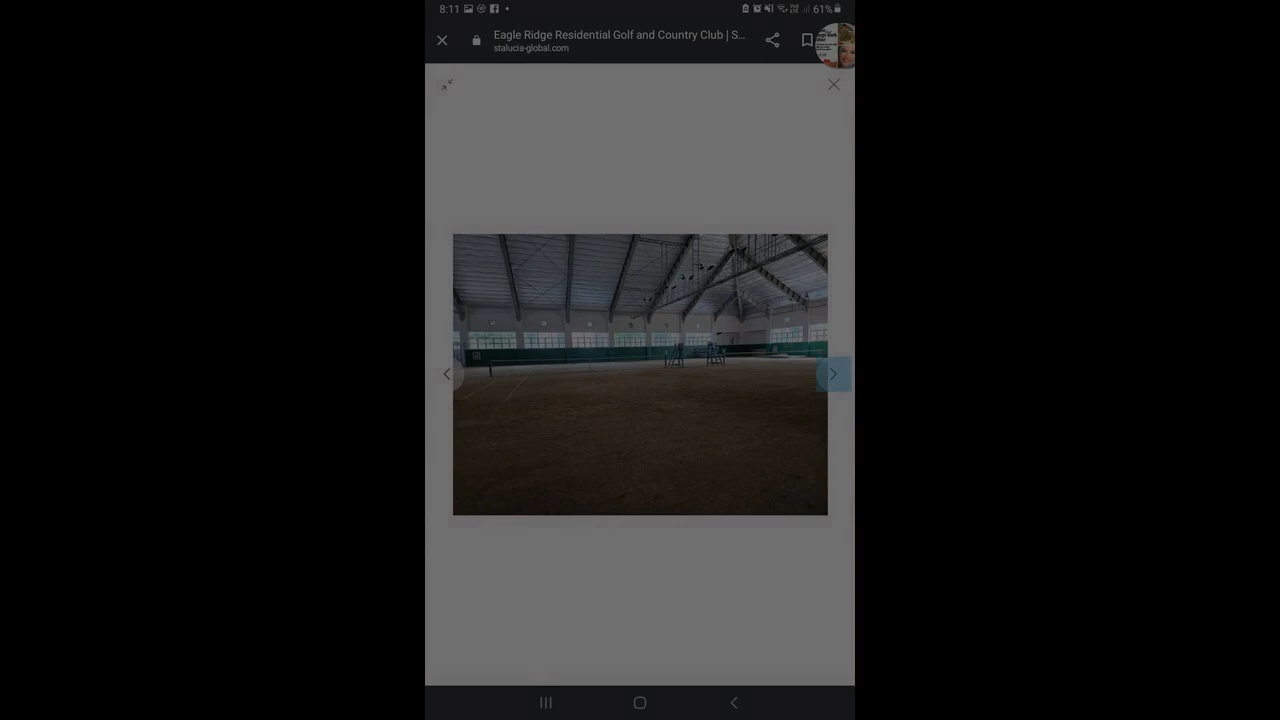 8:11
61%
Eagle Ridge Residential Golf and Country Club | S...
stalucia-global.com